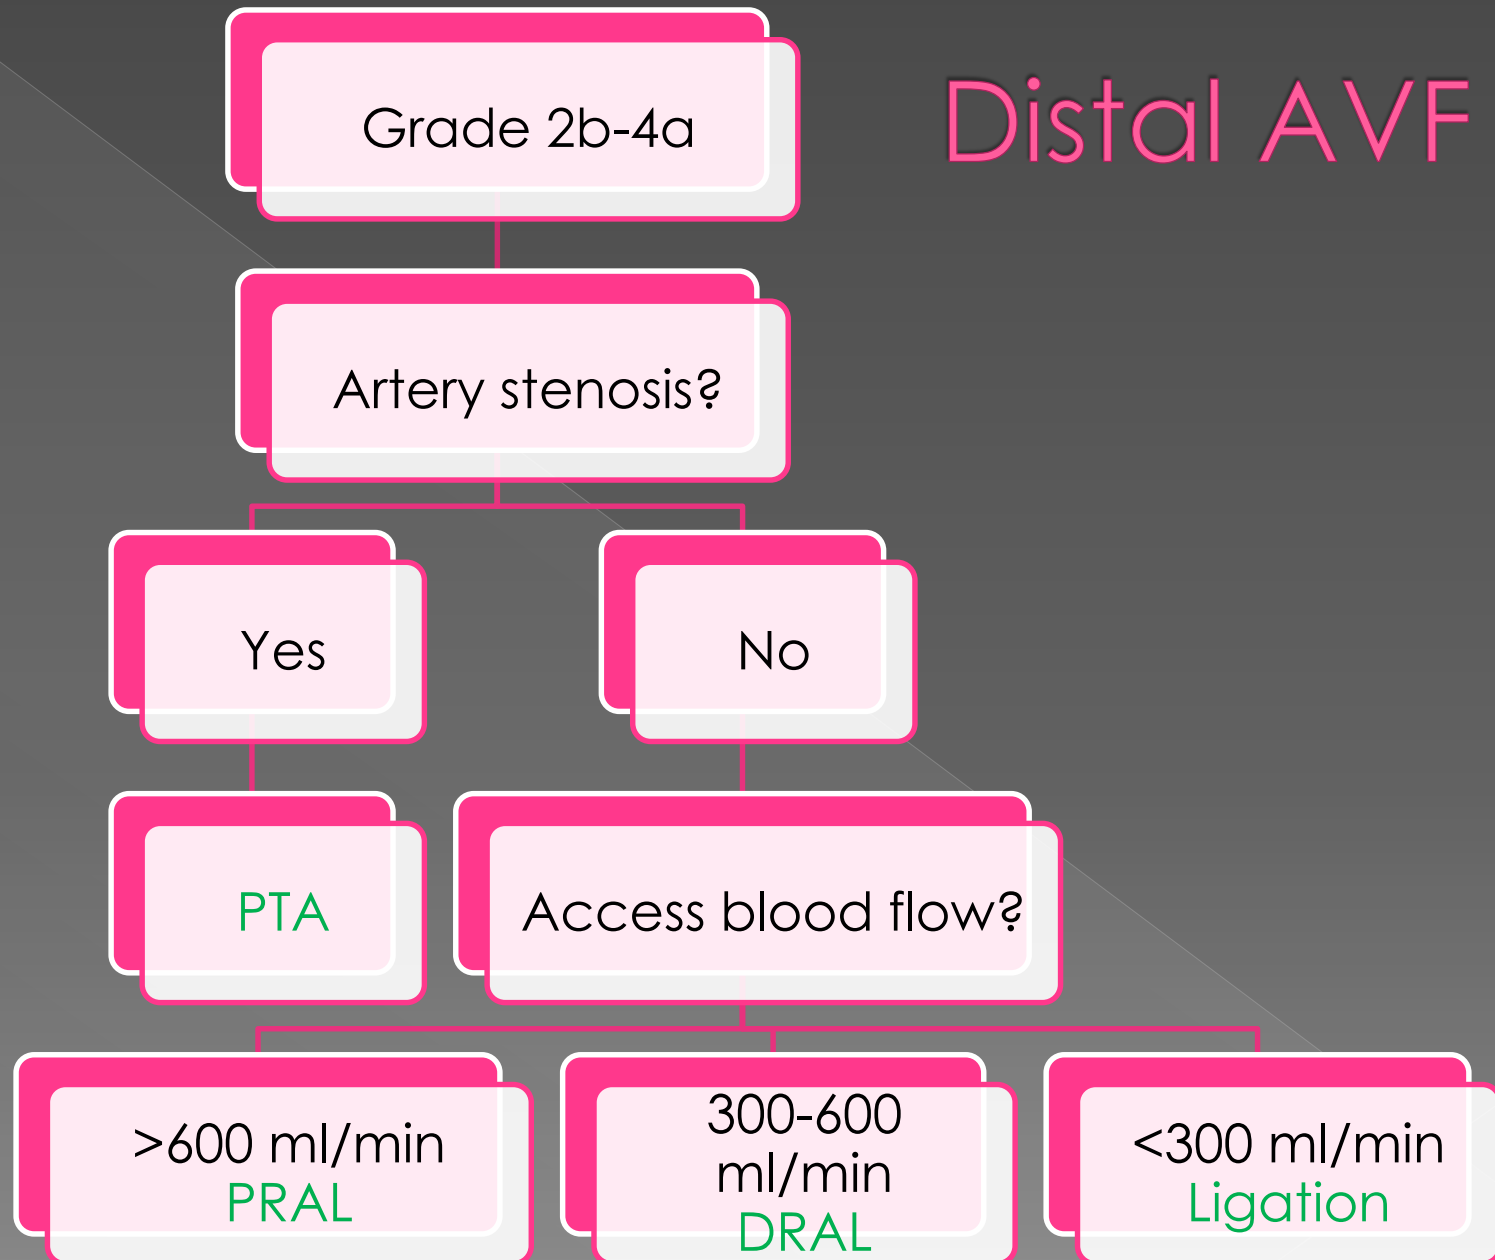 Distal AVF
Grade 2b-4a
Artery stenosis?
Yes
No
PTA
Access blood flow?
>600 ml/min
PRAL
300-600
ml/min
DRAL
<300 ml/min
Ligation